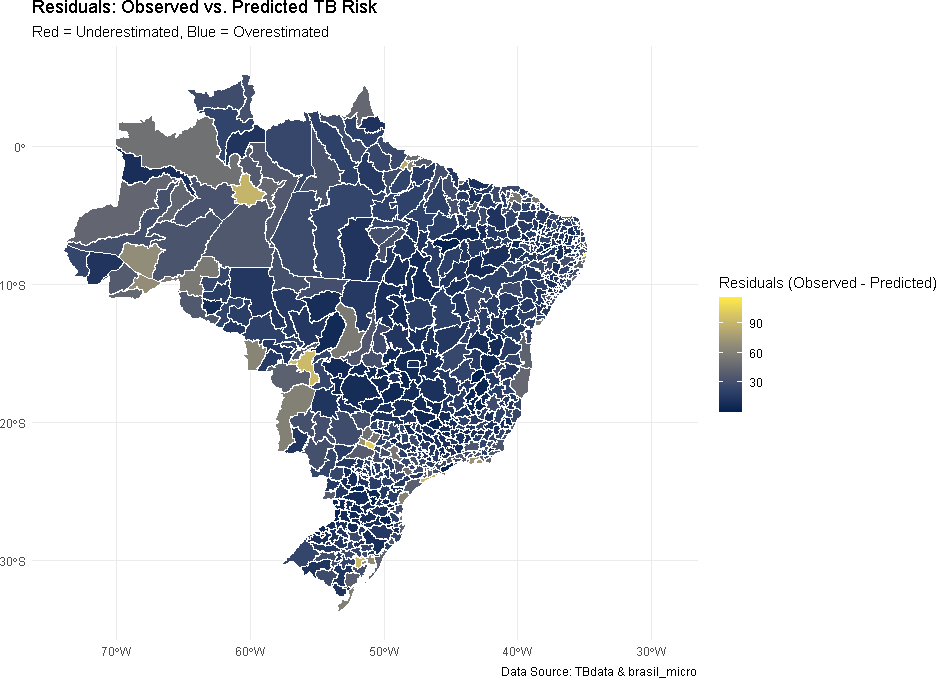 Residuals: Observed vs. Predicted TB Risk
Red = Underestimated, Blue = Overestimated
0°
10°S
20°S
30°S
70°W
60°W
50°W
40°W
30°W
Residuals (Observed - Predicted)
90
60
30
Data Source: TBdata & brasil_micro